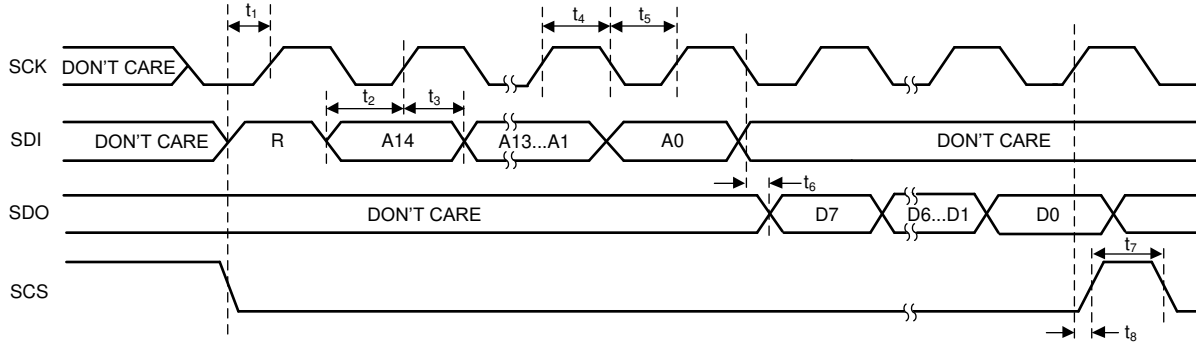 t1 t4 t5
SCK DON'T CARE
t2 t3
SDI DON'T CARE R A14 A13...A1 A0 DON'T CARE
t6
SDO DON'T CARE D7 D6...D1 D0
t7
SCS
t8